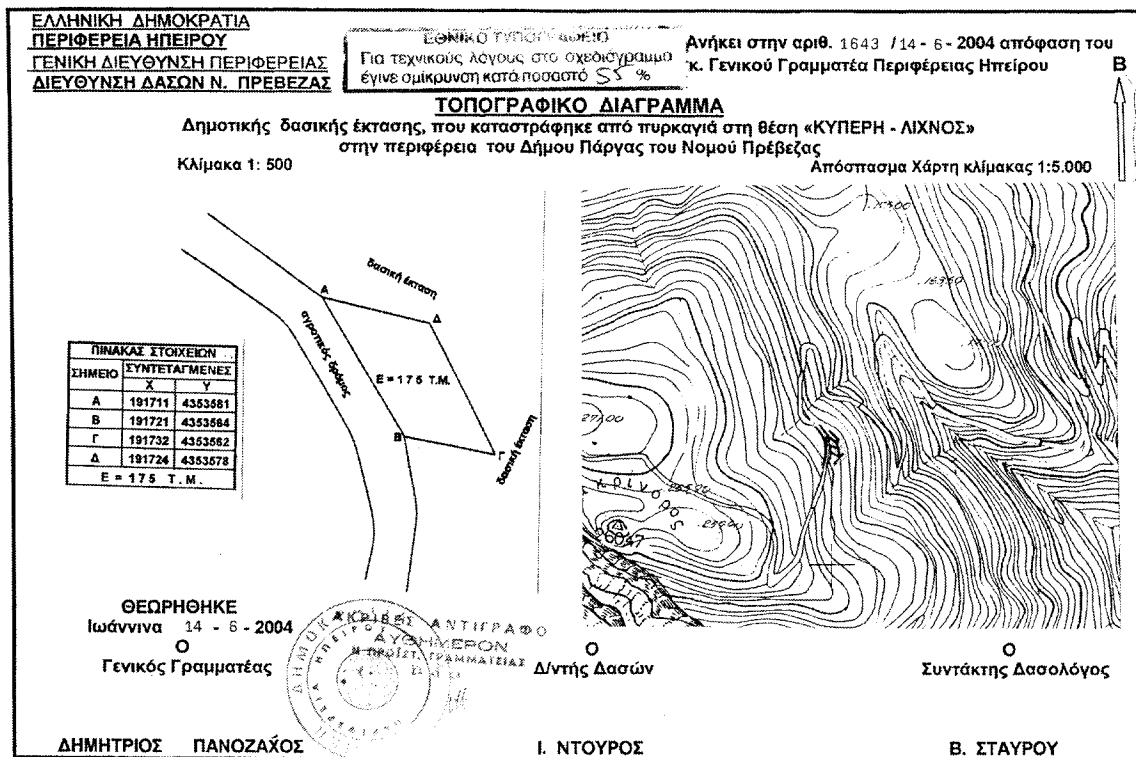 ΕΛΛΗΝΙΚΗ ΔΗΜΟΚΡΑΤΙΑ
ΠΕΡΙΦΕΡΕΙΑ ΗΠΕΙΡΟΥ
ΓΕΝΙΚΗ ΔΙΕΥΘΥΝΣΗ ΠΕΡΙΦΕΡΕΙΑΣ
ΔΙΕΥΘΥΝΣΗ ΔΑΣΩΝ Ν. ΠΡΕΒΕΖΑΣ
ΕΘΝΙΚΟ ΤΥΠΟΓΡΑΦΕΙΟ
Για τεχνικούς λόγους στο σχεδιάγραμμα
έγινε σμίκρυνση κατά ποσοστό 55 %
Ανήκει στην αριθ. 1643 / 14 - 6 - 2004 απόφαση του
κ. Γενικού Γραμματέα Περιφέρειας Ηπείρου
Β
ΤΟΠΟΓΡΑΦΙΚΟ ΔΙΑΓΡΑΜΜΑ
Δημοτικής δασικής έκτασης, που καταστράφηκε από πυρκαγιά στη θέση «ΚΥΠΕΡΗ - ΛΙΧΝΟΣ»
στην περιφέρεια του Δήμου Πάργας του Νομού Πρέβεζας
Κλίμακα 1: 500
Απόσπασμα Χάρτη κλίμακας 1:5.000
δασική έκταση
Α
Δ
αγροτικός δρόμος
Ε = 175 Τ.Μ.
Β
Γ
δασική έκταση
ΠΙΝΑΚΑΣ ΣΤΟΙΧΕΙΩΝ
ΣΗΜΕΙΟ ΣΥΝΤΕΤΑΓΜΕΝΕΣ
Χ Υ
Α 191711 4353581
Β 191721 4353564
Γ 191732 4353562
Δ 191724 4353578
Ε = 175 Τ.Μ.
ΘΕΩΡΗΘΗΚΕ
Ιωάννινα 14 - 6 - 2004
Ο
Γενικός Γραμματέας
ΑΚΡΙΒΕΣ ΑΝΤΙΓΡΑΦΟ
ΑΥΘΗΜΕΡΟΝ
Η ΠΡΟΪΣΤ. ΓΡΑΜΜΑΤΕΙΑΣ
Ο
Δ/ντής Δασών
Ο
Συντάκτης Δασολόγος
ΔΗΜΗΤΡΙΟΣ ΠΑΝΟΖΑΧΟΣ
Ι. ΝΤΟΥΡΟΣ
Β. ΣΤΑΥΡΟΥ